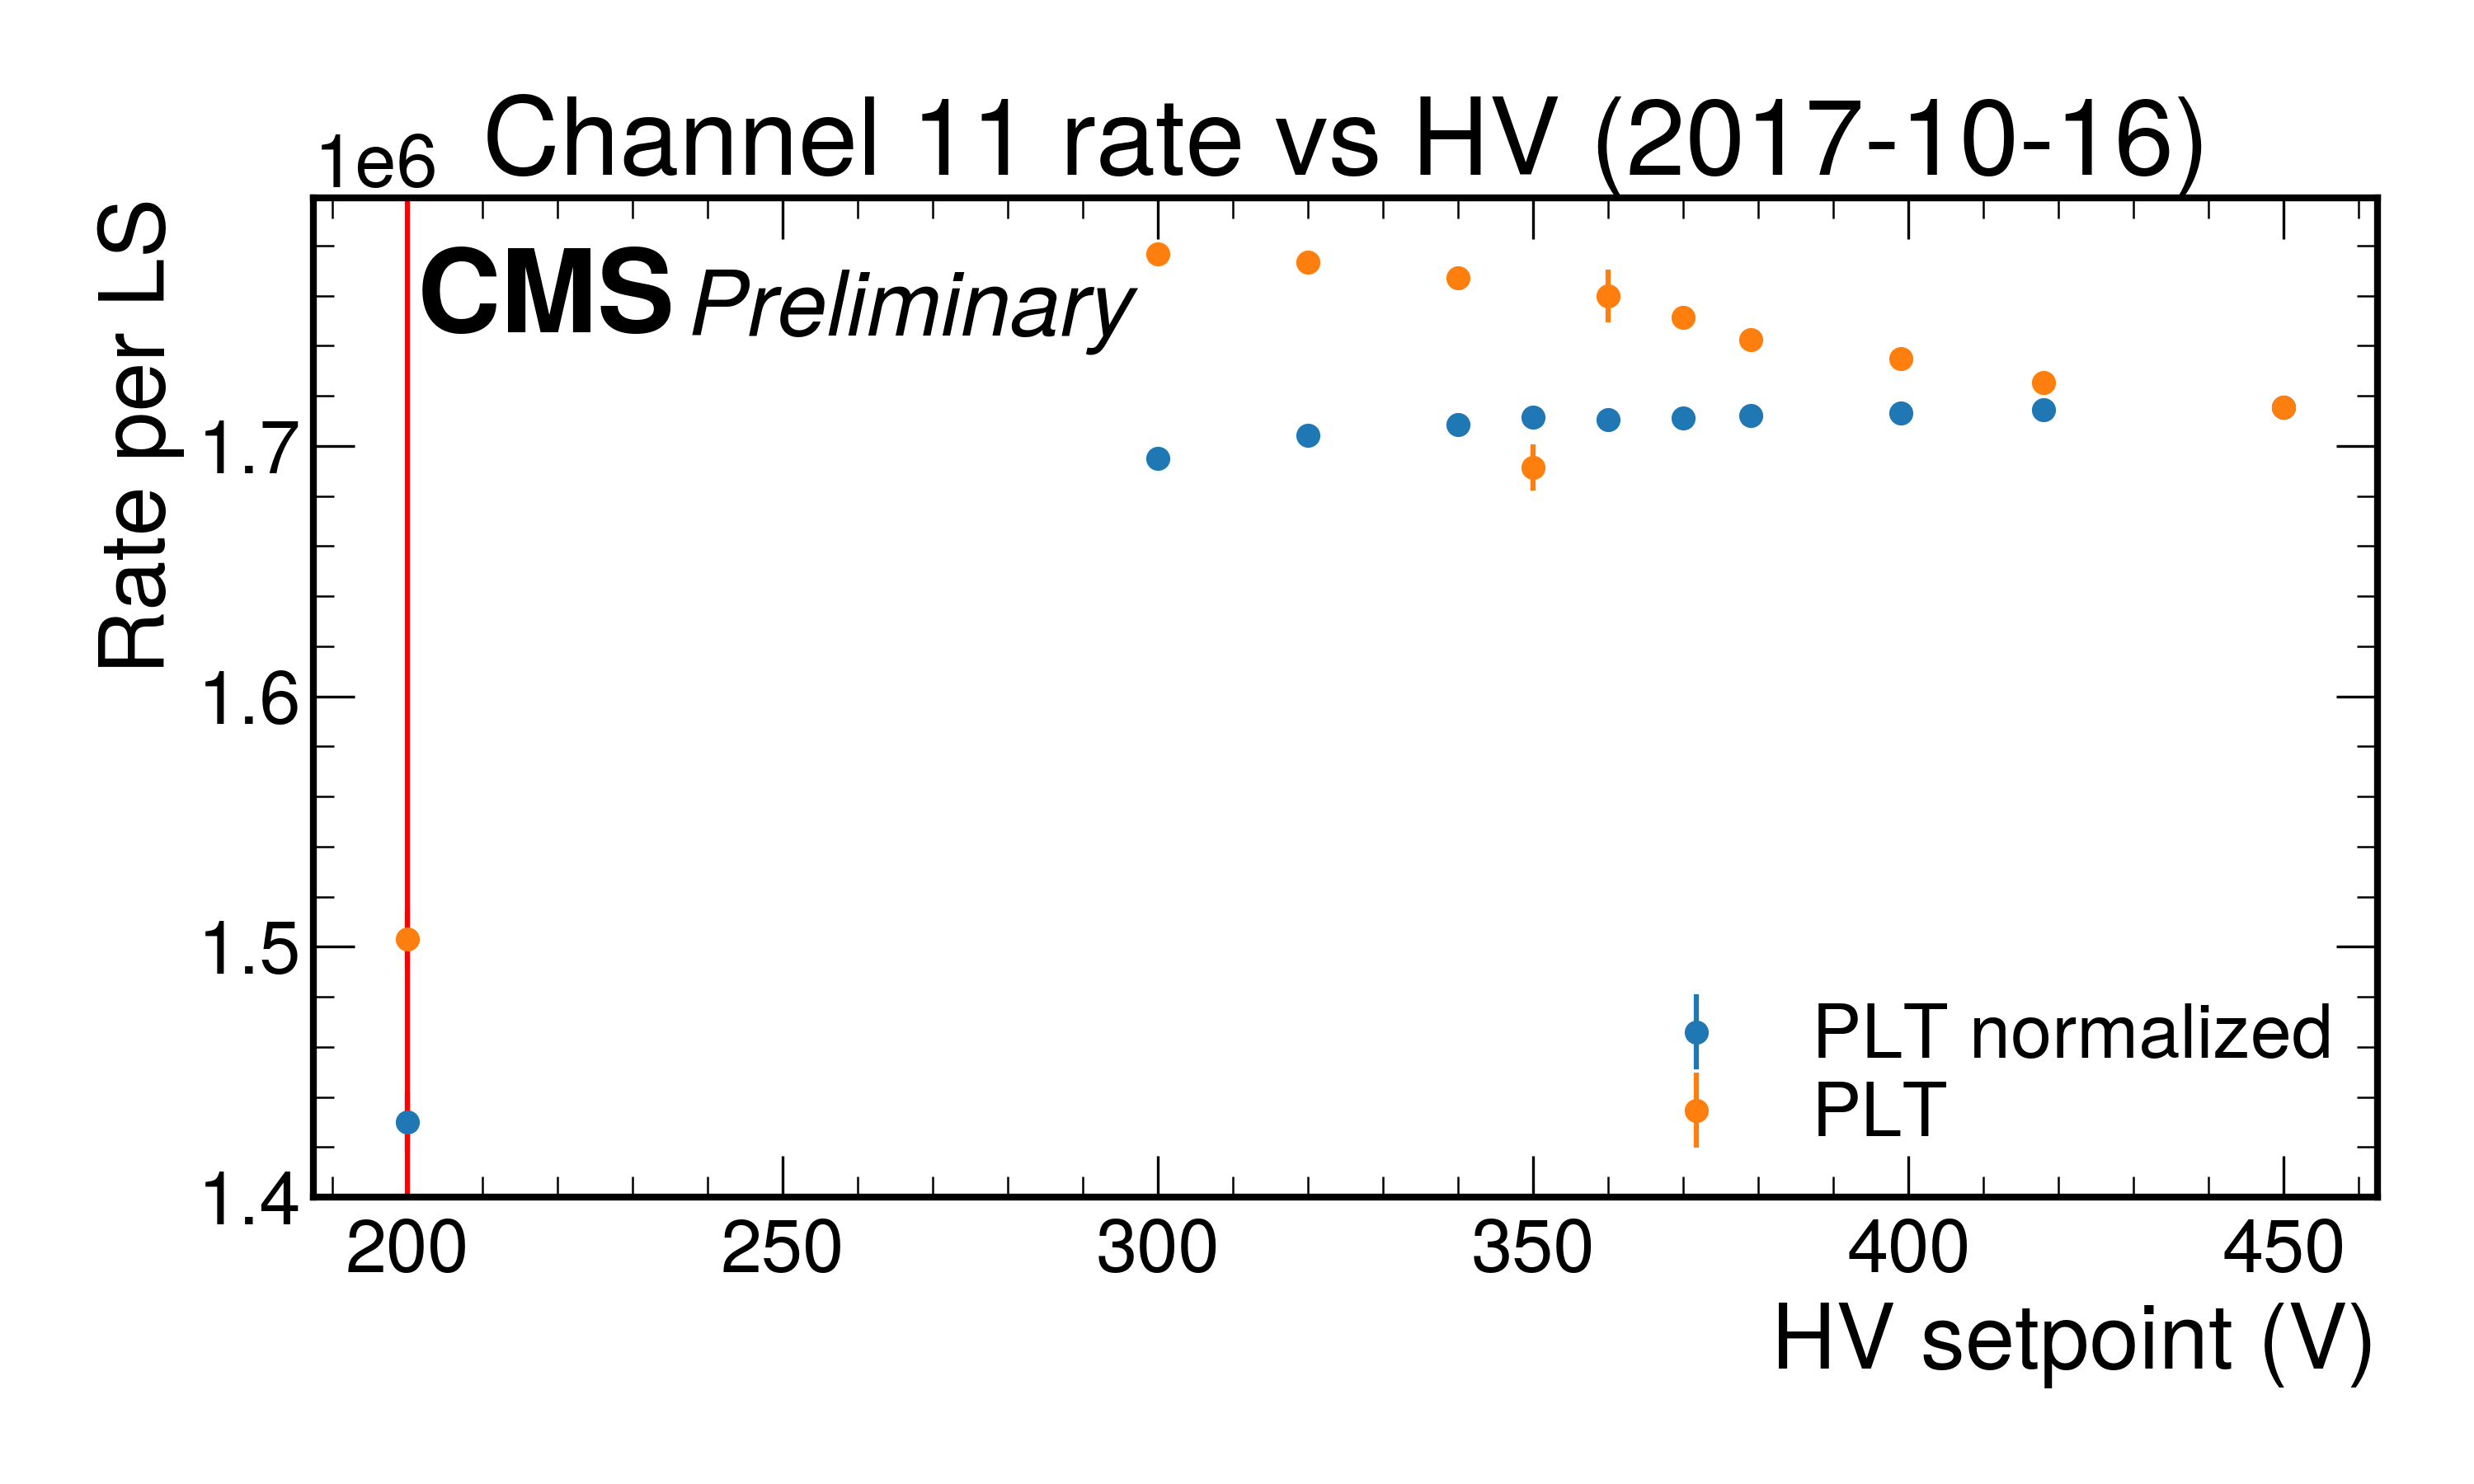 Channel 11 rate vs HV (2017-10-16)
1e6
CMS Preliminary
Rate per LS
1.7
1.6
1.5
1.4
PLT normalized
PLT
200 250 300 350 400 450
HV setpoint (V)